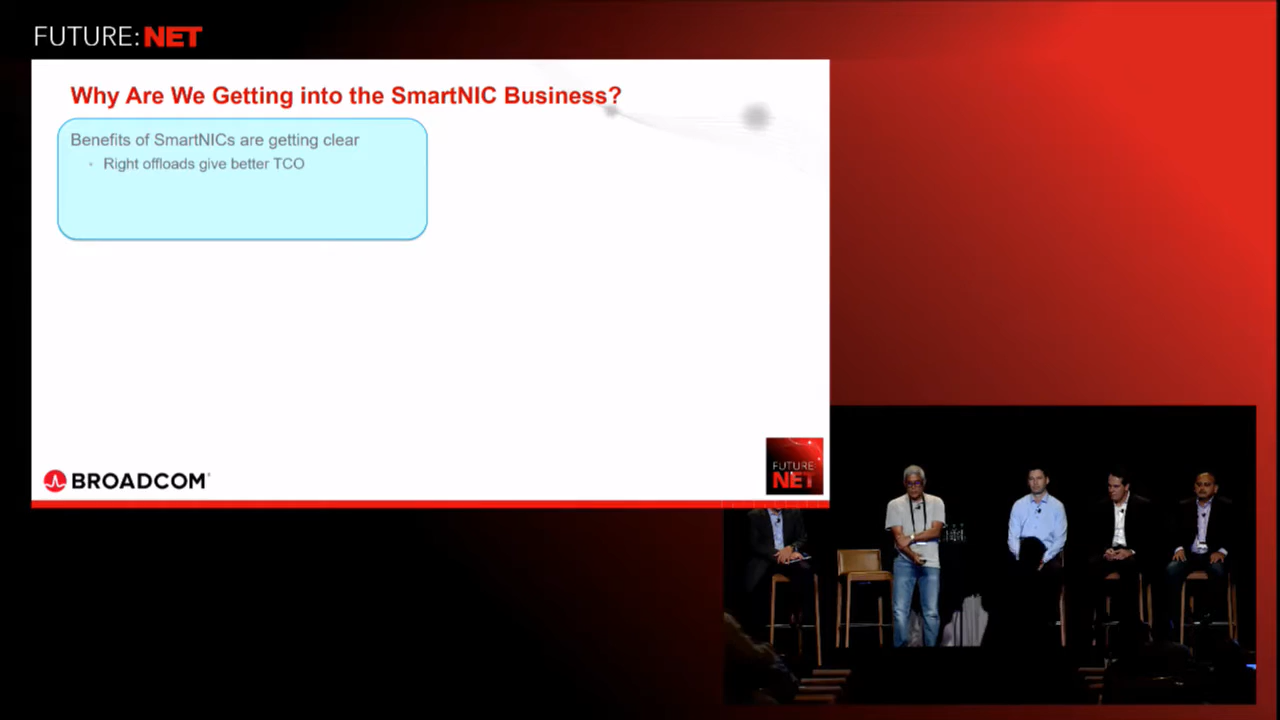 FUTURE:NET
Why Are We Getting into the SmartNIC Business?
Benefits of SmartNICs are getting clear
• Right offloads give better TCO
BROADCOM®
FUTURE:
NET